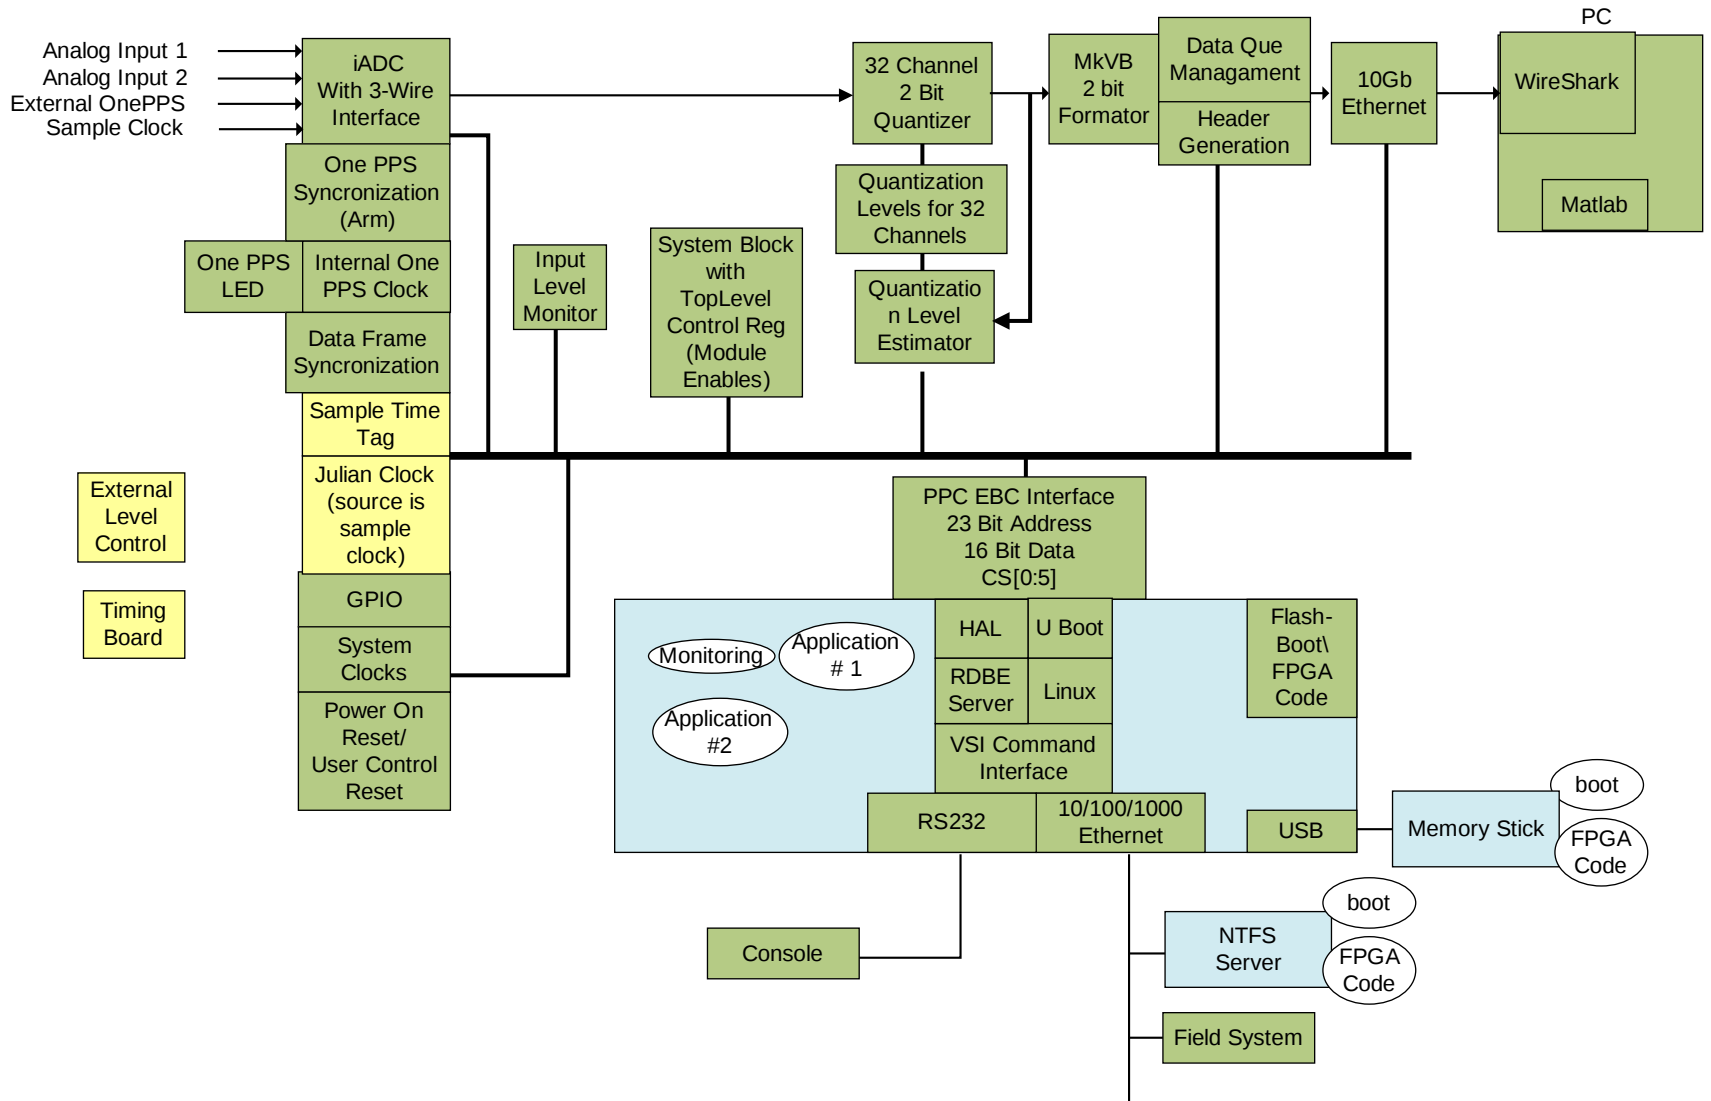 PC
Analog Input 1
Analog Input 2
External OnePPS
Sample Clock
iADC
With 3-Wire
Interface
32 Channel
2 Bit
Quantizer
MkVB
2 bit
Formator
Data Que
Managament
Header
Generation
10Gb
Ethernet
WireShark
Matlab
One PPS
Syncronization
(Arm)
One PPS
LED
Internal One
PPS Clock
Data Frame
Syncronization
Sample Time
Tag
Julian Clock
(source is
sample
clock)
GPIO
System
Clocks
Power On
Reset/
User Control
Reset
External
Level
Control
Timing
Board
Input
Level
Monitor
System Block
with
TopLevel
Control Reg
(Module
Enables)
Quantization
Levels for 32
Channels
Quantizatio
n Level
Estimator
PPC EBC Interface
23 Bit Address
16 Bit Data
CS[0:5]
Monitoring
Application
# 1
Application
#2
HAL
U Boot
RDBE
Server
Linux
VSI Command
Interface
RS232
10/100/1000
Ethernet
Flash-
Boot\
FPGA
Code
USB
Memory Stick
boot
FPGA
Code
Console
NTFS
Server
boot
FPGA
Code
Field System